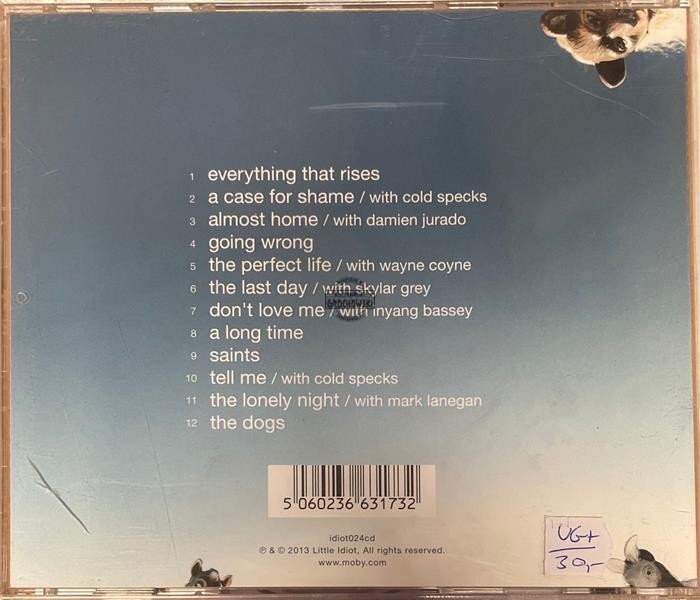 1 everything that rises
2 a case for shame / with cold specks
3 almost home / with damien jurado
4 going wrong
5 the perfect life / with wayne coyne
6 the last day / with skylar grey
7 don't love me / with inyang bassey
8 a long time
9 saints
10 tell me / with cold specks
11 the lonely night / with mark lanegan
12 the dogs
GROCHOWSKI
5 060236 631732
idiot024cd
℗ & © 2013 Little Idiot, All rights reserved.
www.moby.com
VG+
30,-